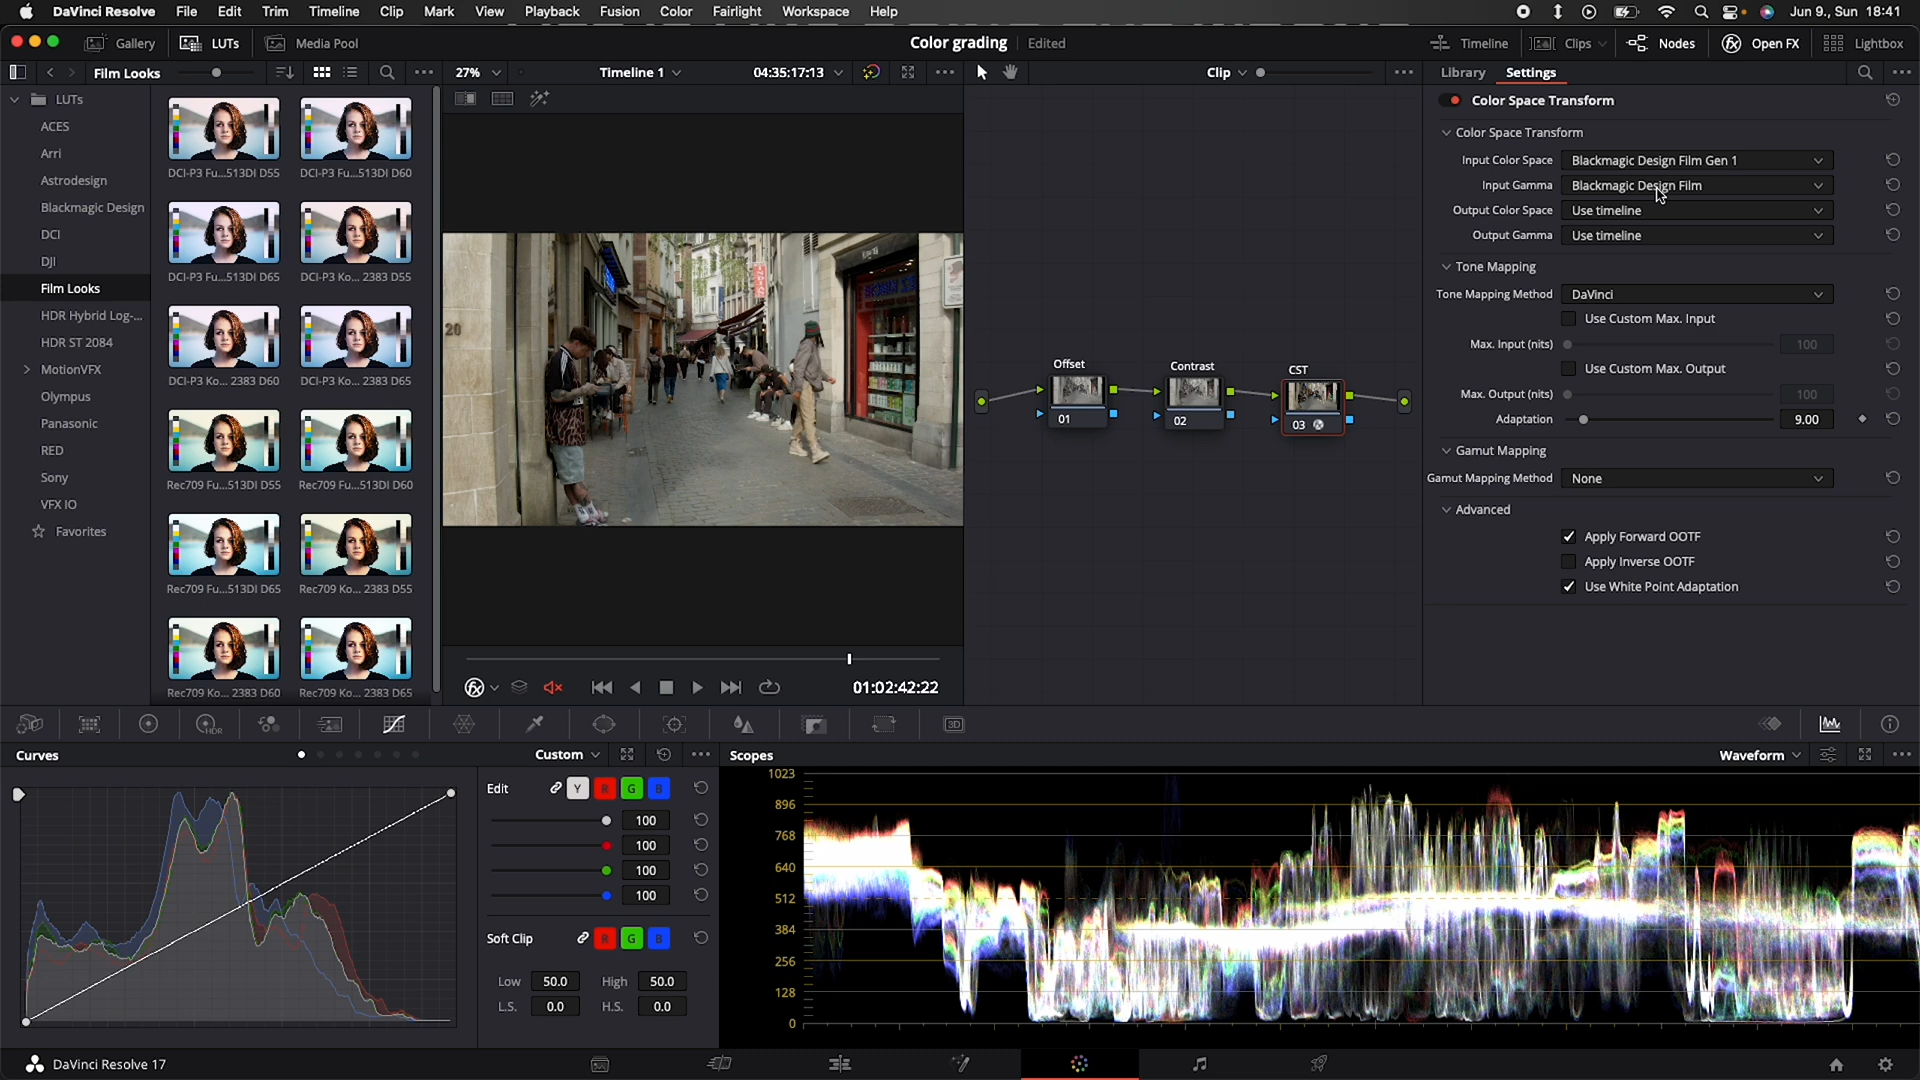 DaVinci Resolve File Edit Trim Timeline Clip Mark View Playback Fusion Color Fairlight Workspace Help Jun 9., Sun 18:41
Gallery LUTs Media Pool Color grading Edited Timeline Clips Nodes Open FX Lightbox
Film Looks 27% Timeline 1 04:35:17:13 Clip Library Settings
LUTs
ACES
Arri
Astrodesign
Blackmagic Design
DCI
DJI
Film Looks
HDR Hybrid Log-...
HDR ST 2084
MotionVFX
Olympus
Panasonic
RED
Sony
VFX IO
Favorites
DCI-P3 Fu...513DI D55 DCI-P3 Fu...513DI D60
DCI-P3 Fu...513DI D65 DCI-P3 Ko... 2383 D55
DCI-P3 Ko... 2383 D60 DCI-P3 Ko... 2383 D65
Rec709 Fu...513DI D55 Rec709 Fu...513DI D60
Rec709 Fu...513DI D65 Rec709 Ko... 2383 D55
Rec709 Ko... 2383 D60 Rec709 Ko... 2383 D65
20
01:02:42:22
Offset
01
Contrast
02
CST
03
Color Space Transform
Color Space Transform
Input Color Space Blackmagic Design Film Gen 1
Input Gamma Blackmagic Design Film
Output Color Space Use timeline
Output Gamma Use timeline
Tone Mapping
Tone Mapping Method DaVinci
Use Custom Max. Input
Max. Input (nits) 100
Use Custom Max. Output
Max. Output (nits) 100
Adaptation 9.00
Gamut Mapping
Gamut Mapping Method None
Advanced
Apply Forward OOTF
Apply Inverse OOTF
Use White Point Adaptation
HDR
3D
Curves Custom Scopes Waveform
Edit Y R G B
100
100
100
100
Soft Clip R G B
Low 50.0 High 50.0
L.S. 0.0 H.S. 0.0
1023
896
768
640
512
384
256
128
0
DaVinci Resolve 17